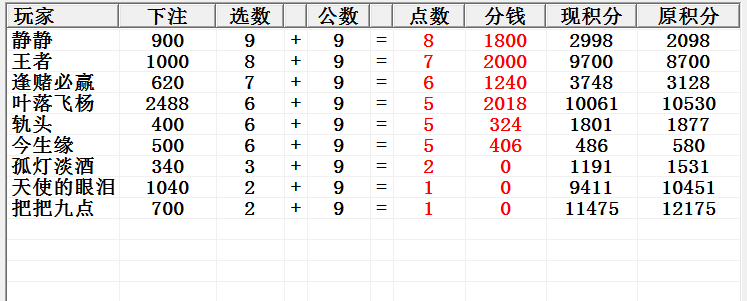 玩家 下注 选数 公数 点数 分钱 现积分 原积分
静静 900 9 + 9 = 8 1800 2998 2098
王者 1000 8 + 9 = 7 2000 9700 8700
逢赌必赢 620 7 + 9 = 6 1240 3748 3128
叶落飞杨 2488 6 + 9 = 5 2018 10061 10530
轨头 400 6 + 9 = 5 324 1801 1877
今生缘 500 6 + 9 = 5 406 486 580
孤灯淡酒 340 3 + 9 = 2 0 1191 1531
天使的眼泪 1040 2 + 9 = 1 0 9411 10451
把把九点 700 2 + 9 = 1 0 11475 12175